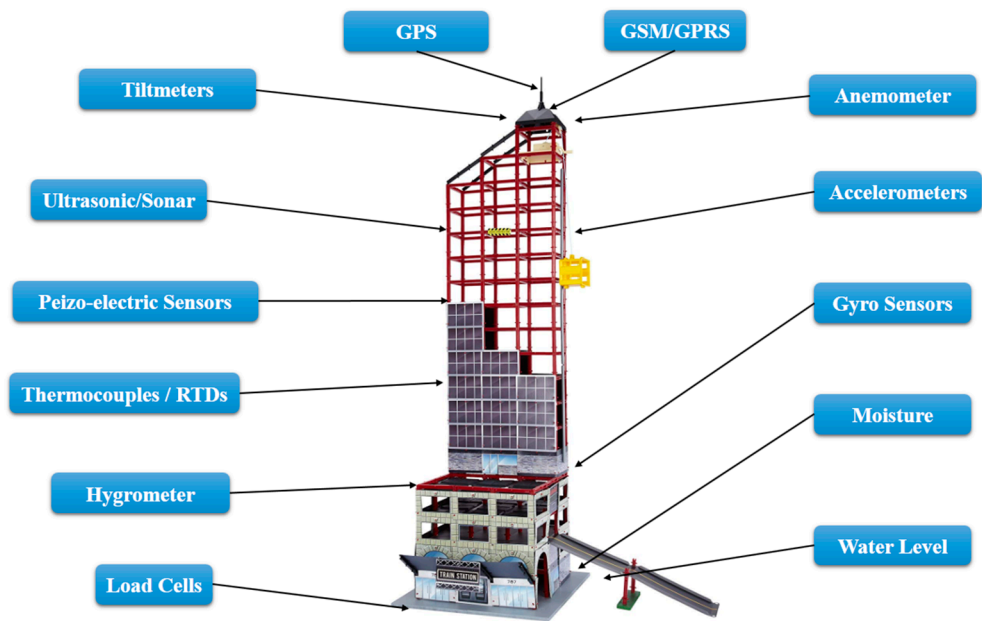 GPS
GSM/GPRS
Tiltmeters
Anemometer
Ultrasonic/Sonar
Accelerometers
Peizo-electric Sensors
Gyro Sensors
Thermocouples / RTDs
Moisture
Hygrometer
Water Level
TRAIN STATION
Load Cells